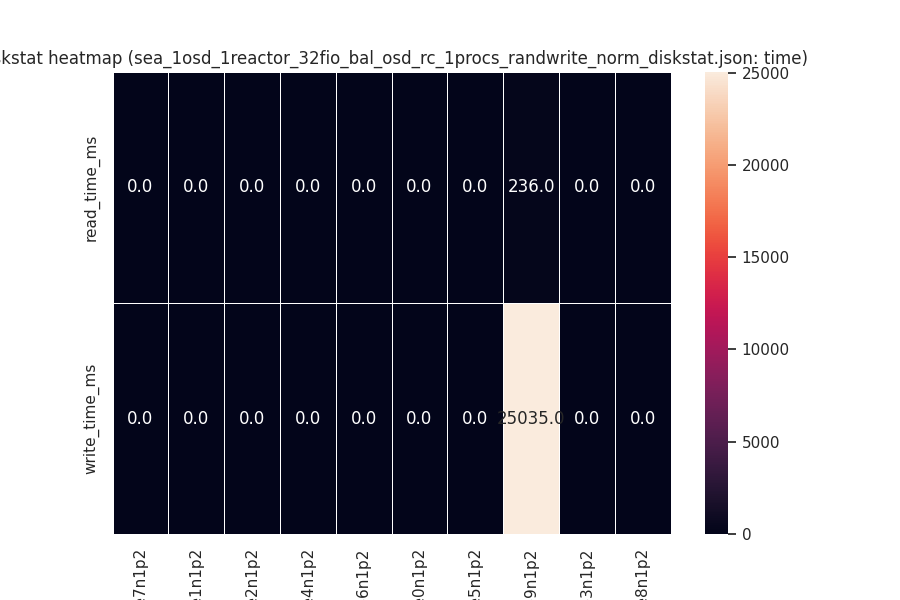 kstat heatmap (sea_1osd_1reactor_32fio_bal_osd_rc_1procs_randwrite_norm_diskstat.json: time)
read_time_ms
0.0 0.0 0.0 0.0 0.0 0.0 0.0 236.0 0.0 0.0
write_time_ms
0.0 0.0 0.0 0.0 0.0 0.0 0.0 25035.0 0.0 0.0
7n1p2
1n1p2
2n1p2
4n1p2
6n1p2
0n1p2
5n1p2
9n1p2
3n1p2
8n1p2
25000
20000
15000
10000
5000
0